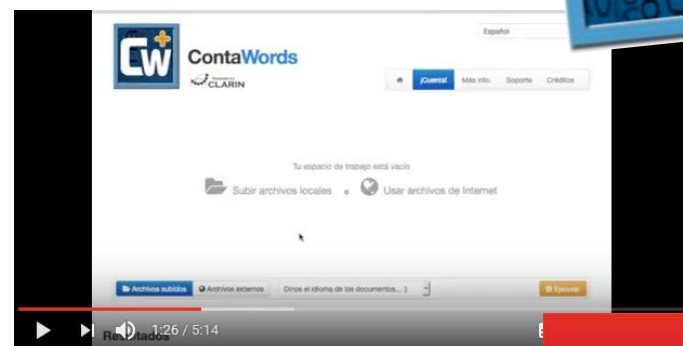 Español
Cw+
ContaWords
CLARIN
¡Cuenta! Más info. Soporte Créditos
Tu espacio de trabajo está vacío
Subir archivos locales o Usar archivos de Internet
Archivos subidos Archivos externos Dinos el idioma de los documentos... :) Ejecutar
1:26 / 5:14
Resultados